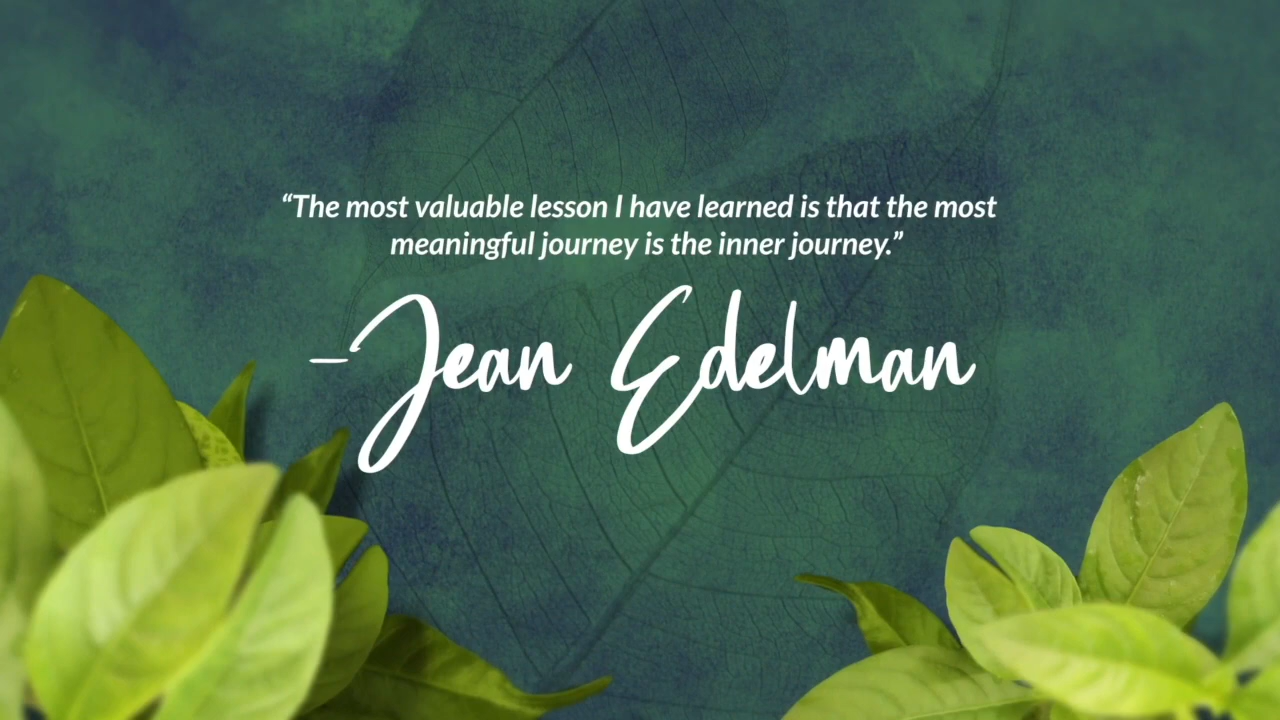 “The most valuable lesson I have learned is that the most
meaningful journey is the inner journey.”
–Jean Edelman